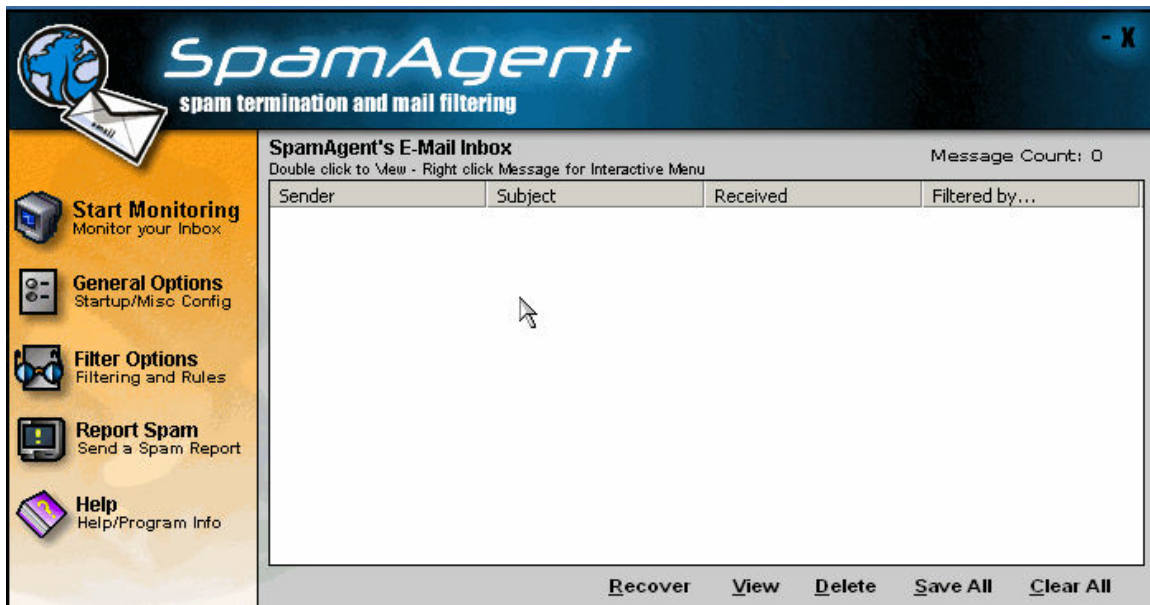 SpamAgent
spam termination and mail filtering
- X
email
SpamAgent's E-Mail Inbox
Double click to View - Right click Message for Interactive Menu
Message Count: 0
Sender Subject Received Filtered by...
Start Monitoring
Monitor your Inbox
General Options
Startup/Misc Config
Filter Options
Filtering and Rules
Report Spam
Send a Spam Report
Help
Help/Program Info
Recover View Delete Save All Clear All